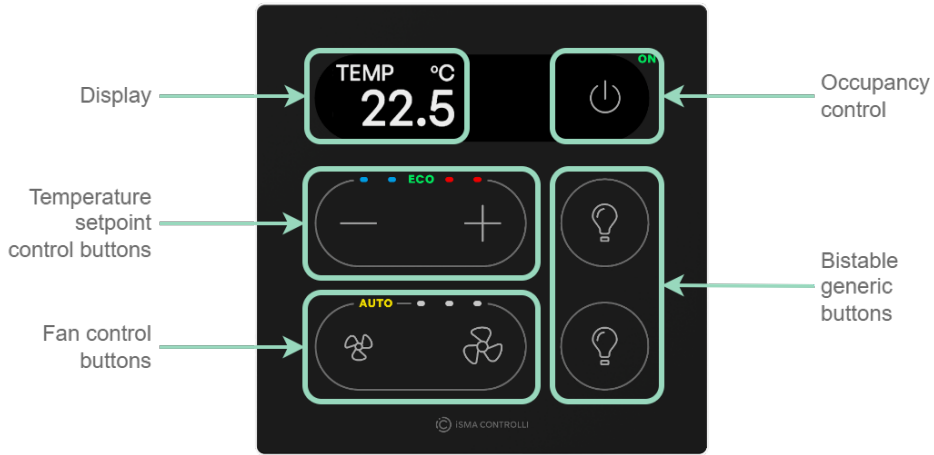 Display
TEMP °C
22.5
ON
Occupancy
control
Temperature
setpoint
control buttons
ECO
Bistable
generic
buttons
Fan control
buttons
AUTO
iSMA CONTROLLI